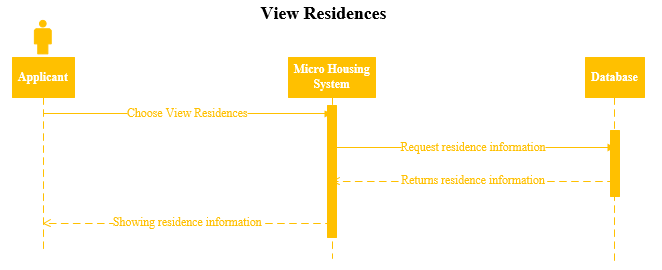 View Residences
Applicant
Micro Housing
System
Database
Choose View Residences
Request residence information
Returns residence information
Showing residence information